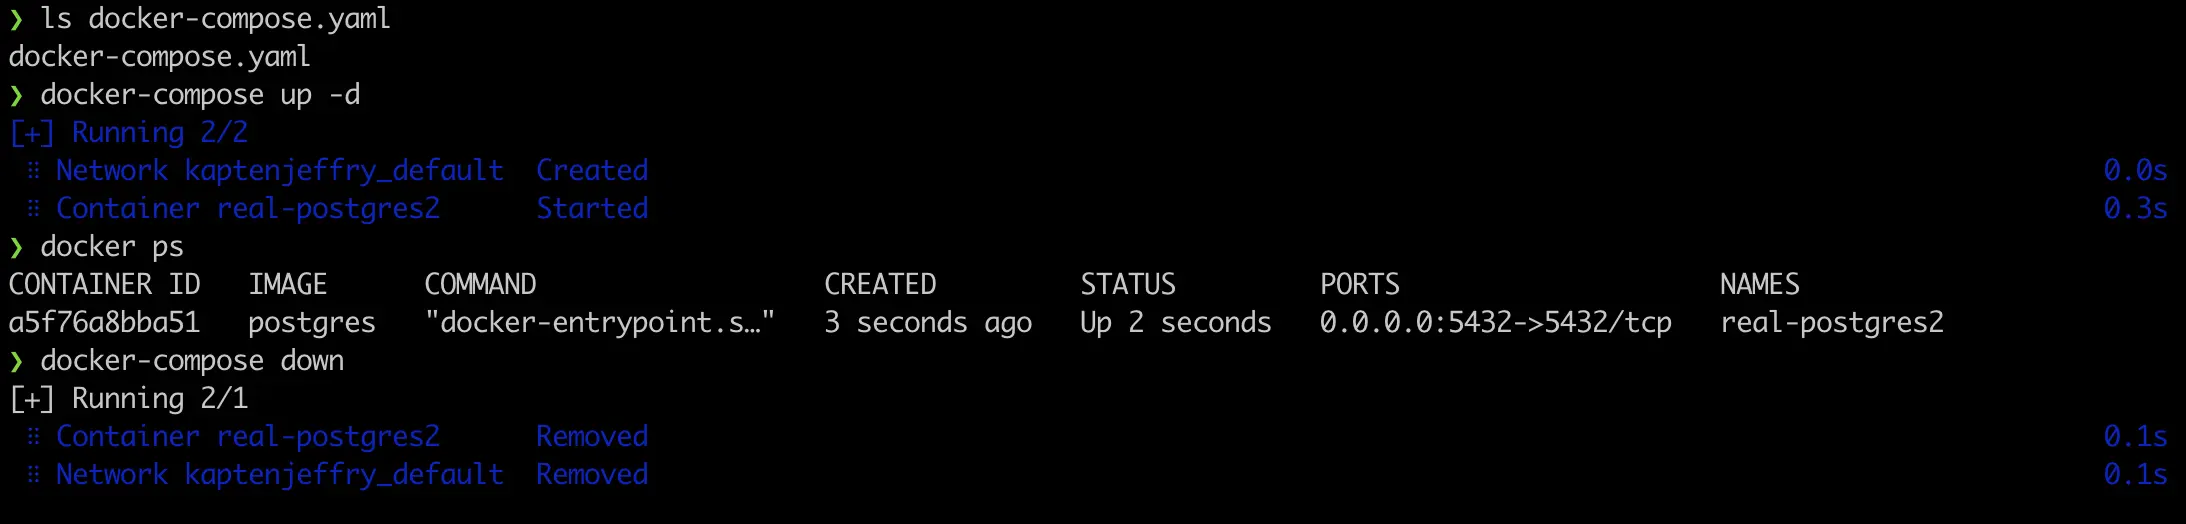 ❯ ls docker-compose.yaml
docker-compose.yaml
❯ docker-compose up -d
[+] Running 2/2
⠿ Network kaptenjeffry_default  Created  0.0s
⠿ Container real-postgres2  Started  0.3s
❯ docker ps
CONTAINER ID   IMAGE      COMMAND                  CREATED         STATUS         PORTS                    NAMES
a5f76a8bba51   postgres   "docker-entrypoint.s…"   3 seconds ago   Up 2 seconds   0.0.0.0:5432->5432/tcp   real-postgres2
❯ docker-compose down
[+] Running 2/1
⠿ Container real-postgres2  Removed  0.1s
⠿ Network kaptenjeffry_default  Removed  0.1s